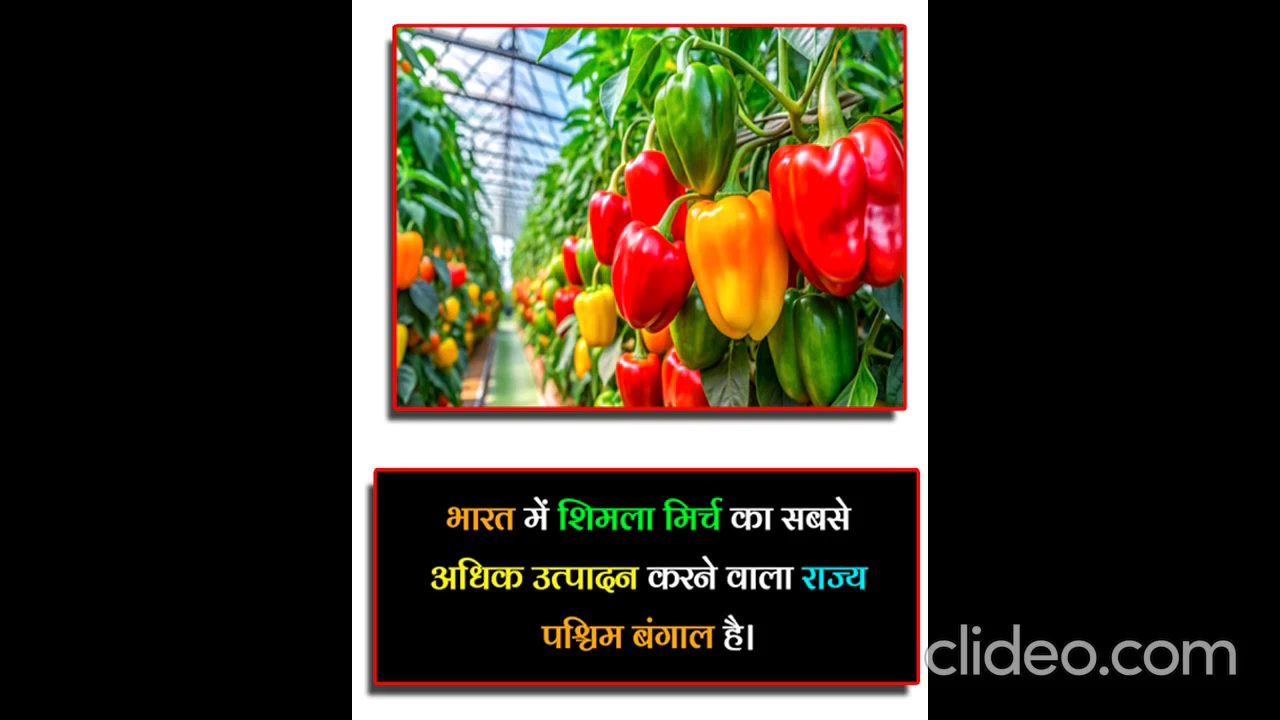 भारत में शिमला मिर्च का सबसे
अधिक उत्पादन करने वाला राज्य
पश्चिम बंगाल है।
clideo.com